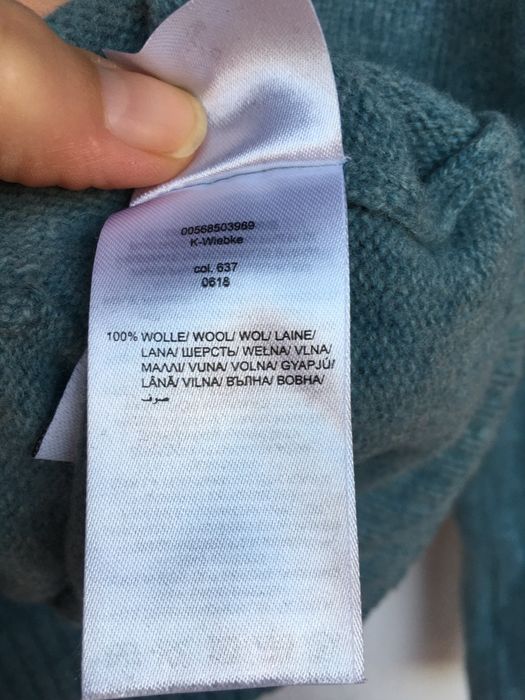 00568503969
K-Wiebke
col. 637
0618
100% WOLLE/ WOOL/ WOL/ LAINE/
LANA/ ШЕРСТЬ/ WEŁNA/ VLNA/
ΜΑΛΛΙ/ VUNA/ VOLNA/ GYAPJÚ/
LÂNĂ/ VILNA/ ВЪЛНА/ ВОВНА/
صوف